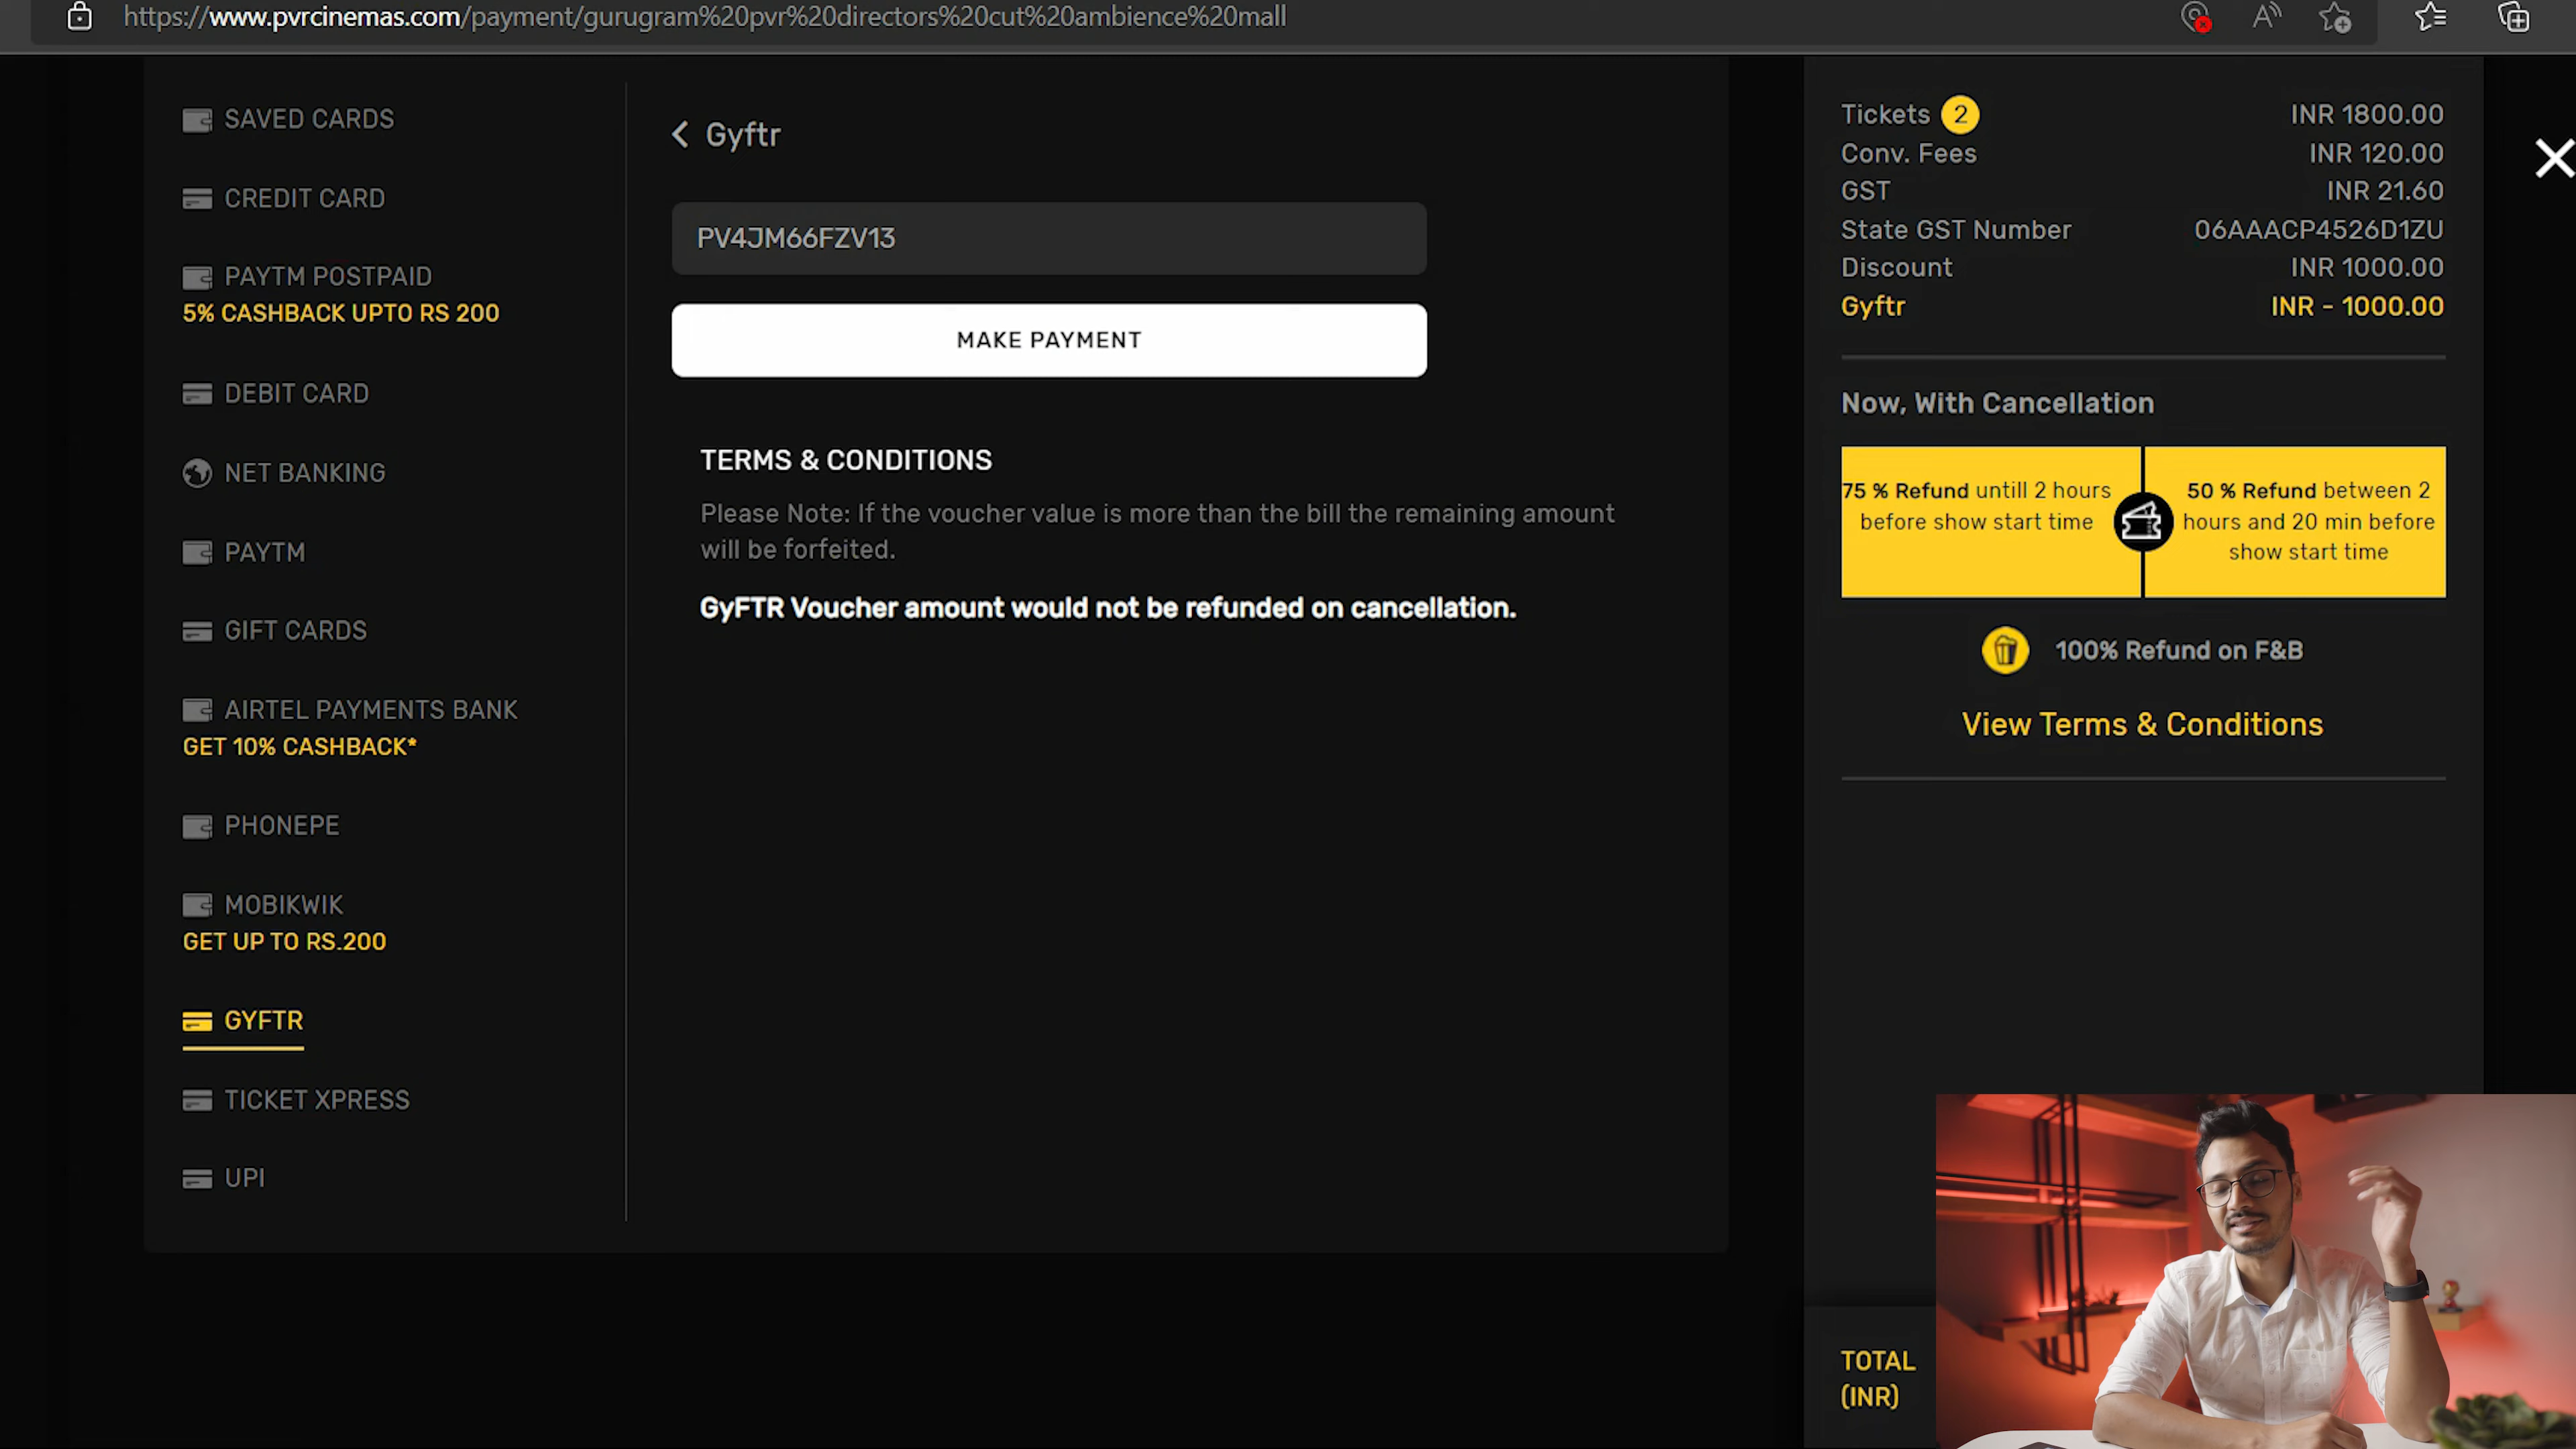 https://www.pvrcinemas.com/payment/gurugram%20pvr%20directors%20cut%20ambience%20mall
SAVED CARDS
CREDIT CARD
PAYTM POSTPAID
5% CASHBACK UPTO RS 200
DEBIT CARD
NET BANKING
PAYTM
GIFT CARDS
AIRTEL PAYMENTS BANK
GET 10% CASHBACK*
PHONEPE
MOBIKWIK
GET UP TO RS.200
GYFTR
TICKET XPRESS
UPI
Gyftr
PV4JM66FZV13
MAKE PAYMENT
TERMS & CONDITIONS
Please Note: If the voucher value is more than the bill the remaining amount
will be forfeited.
GyFTR Voucher amount would not be refunded on cancellation.
Tickets 2 INR 1800.00
Conv. Fees INR 120.00
GST INR 21.60
State GST Number 06AAACP4526D1ZU
Discount INR 1000.00
Gyftr INR - 1000.00
Now, With Cancellation
75 % Refund untill 2 hours
before show start time
50 % Refund between 2
hours and 20 min before
show start time
100% Refund on F&B
View Terms & Conditions
TOTAL
(INR)